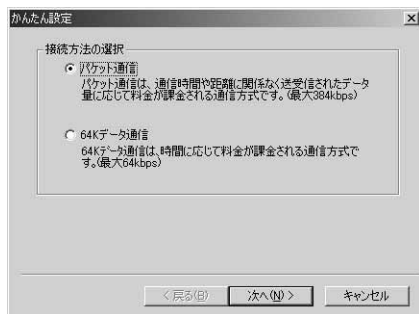 かんたん設定
接続方法の選択
パケット通信
パケット通信は、通信時間や距離に関係なく送受信されたデータ
量に応じて料金が課金される通信方式です。(最大384kbps)
64Kデータ通信
64Kデータ通信は、時間に応じて料金が課金される通信方式で
す。(最大64kbps)
< 戻る(B)
次へ(N) >
キャンセル